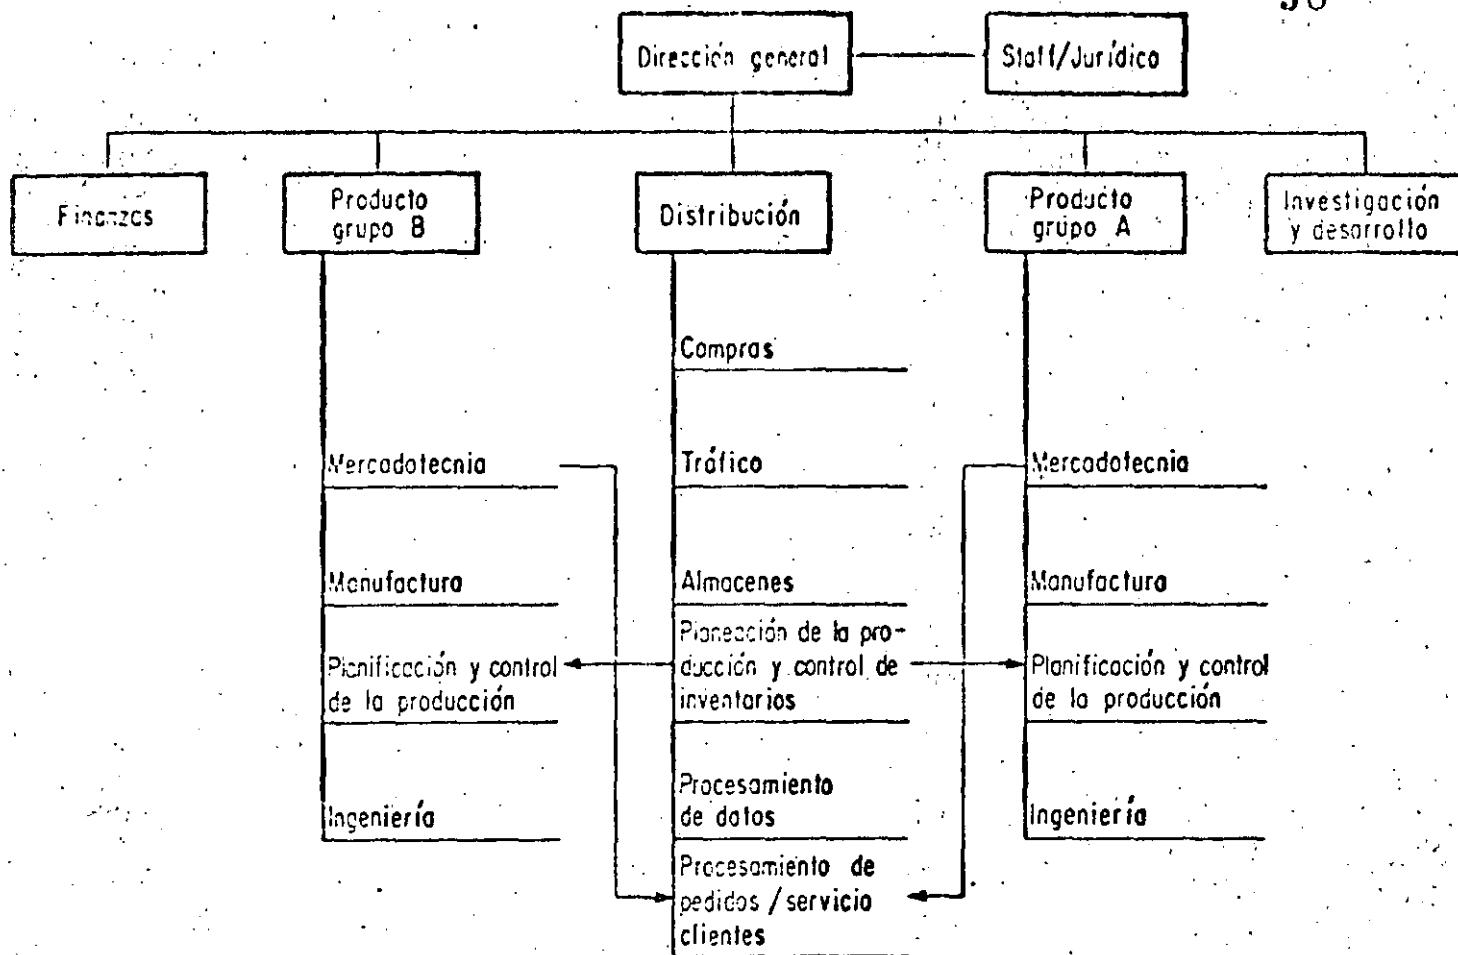 Dirección general
Staff/Jurídico
Finanzas
Producto
grupo B
Distribución
Producto
grupo A
Investigación
y desarrollo
Compras
Mercadotecnia
Tráfico
Mercadotecnia
Manufactura
Almacenes
Manufactura
Planificación y control
de la producción
Planeación de la pro-
ducción y control de
inventarios
Planificación y control
de la producción
Ingeniería
Procesamiento
de datos
Ingeniería
Procesamiento de
pedidos / servicio
clientes